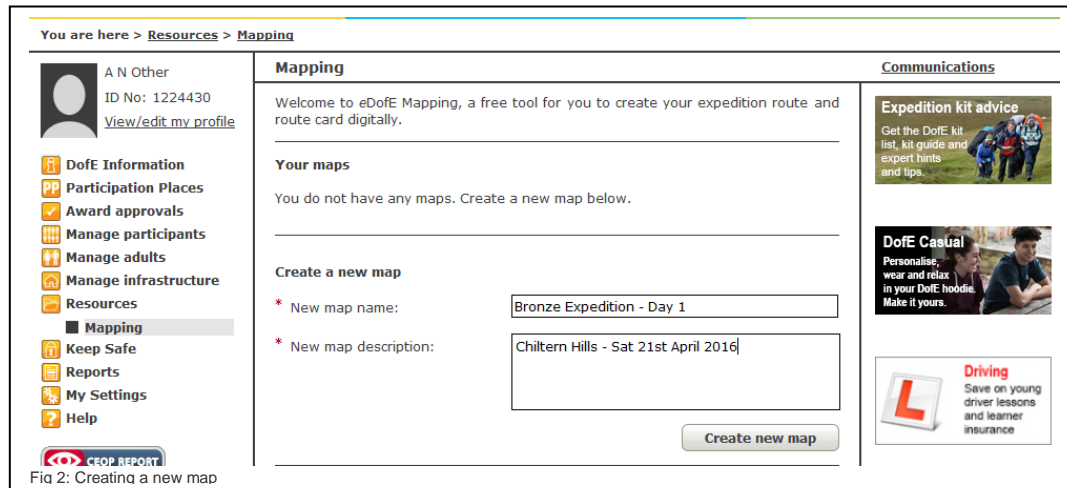 You are here > Resources > Mapping
A N Other
ID No: 1224430
View/edit my profile
DofE Information
PP Participation Places
Award approvals
Manage participants
Manage adults
Manage infrastructure
Resources
Mapping
Keep Safe
Reports
My Settings
? Help
CEOP REPORT
Mapping
Welcome to eDofE Mapping, a free tool for you to create your expedition route and
route card digitally.
Your maps
You do not have any maps. Create a new map below.
Create a new map
* New map name:
Bronze Expedition - Day 1
* New map description:
Chiltern Hills - Sat 21st April 2016
Create new map
Communications
Expedition kit advice
Get the DofE kit
list, kit guide and
expert hints
and tips.
DofE Casual
Personalise,
wear and relax
in your DofE hoodie.
Make it yours.
L
Driving
Save on young
driver lessons
and learner
insurance
Fig 2: Creating a new map